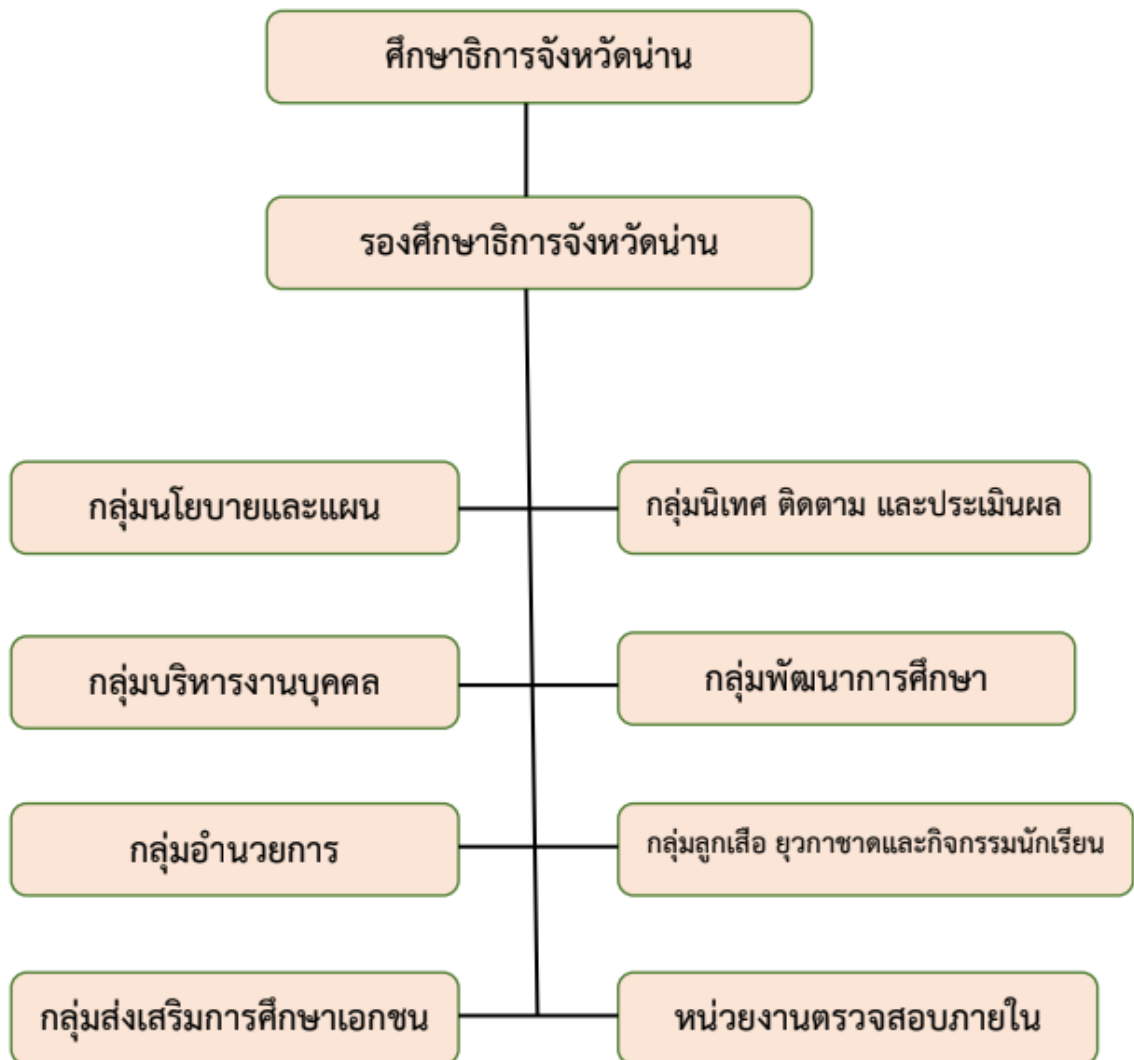 ศึกษาธิการจังหวัดน่าน
รองศึกษาธิการจังหวัดน่าน
กลุ่มนโยบายและแผน
กลุ่มนิเทศ ติดตาม และประเมินผล
กลุ่มบริหารงานบุคคล
กลุ่มพัฒนาการศึกษา
กลุ่มอำนวยการ
กลุ่มลูกเสือ ยุวกาชาดและกิจกรรมนักเรียน
กลุ่มส่งเสริมการศึกษาเอกชน
หน่วยงานตรวจสอบภายใน